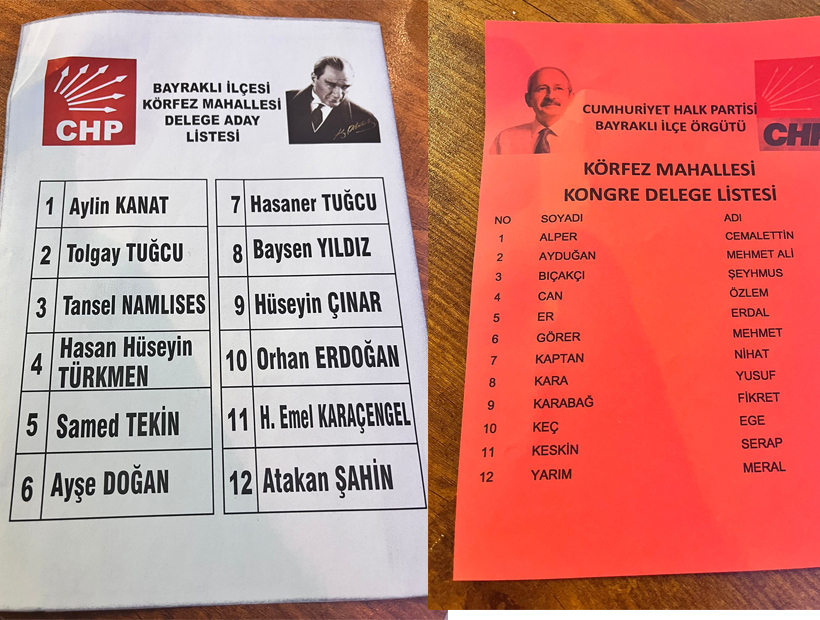 CHP
BAYRAKLI İLÇESİ
KÖRFEZ MAHALLESİ
DELEGE ADAY
LİSTESİ
1 Aylin KANAT
2 Tolgay TUĞCU
3 Tansel NAMLISES
4 Hasan Hüseyin
TÜRKMEN
5 Samed TEKİN
6 Ayşe DOĞAN
7 Hasaner TUĞCU
8 Baysen YILDIZ
9 Hüseyin ÇINAR
10 Orhan ERDOĞAN
11 H. Emel KARAÇENGEL
12 Atakan ŞAHİN
CUMHURİYET HALK PARTİSİ
BAYRAKLI İLÇE ÖRGÜTÜ
CHP
KÖRFEZ MAHALLESİ
KONGRE DELEGE LİSTESİ
NO SOYADI ADI
1 ALPER CEMALETTİN
2 AYDUĞAN MEHMET ALİ
3 BIÇAKÇI ŞEYHMUS
4 CAN ÖZLEM
5 ER ERDAL
6 GÖRER MEHMET
7 KAPTAN NİHAT
8 KARA YUSUF
9 KARABAĞ FİKRET
10 KEÇ EGE
11 KESKİN SERAP
12 YARIM MERAL